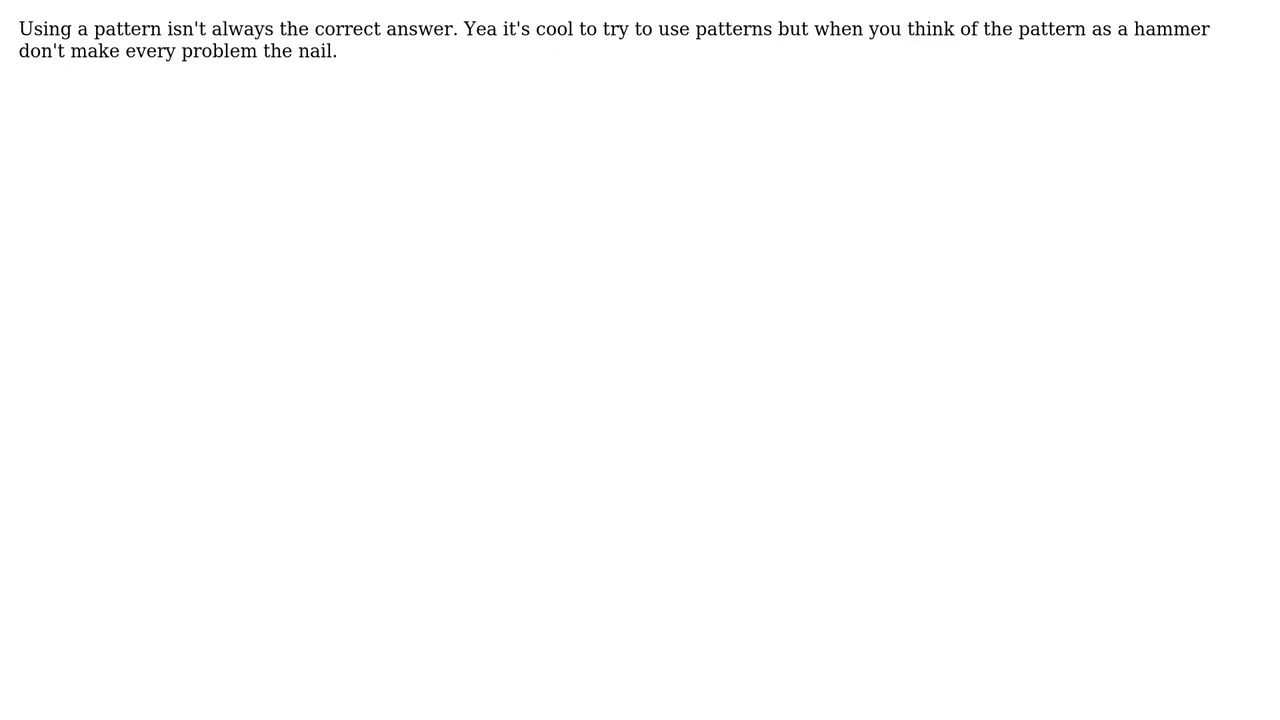 Using a pattern isn't always the correct answer. Yea it's cool to try to use patterns but when you think of the pattern as a hammer
don't make every problem the nail.